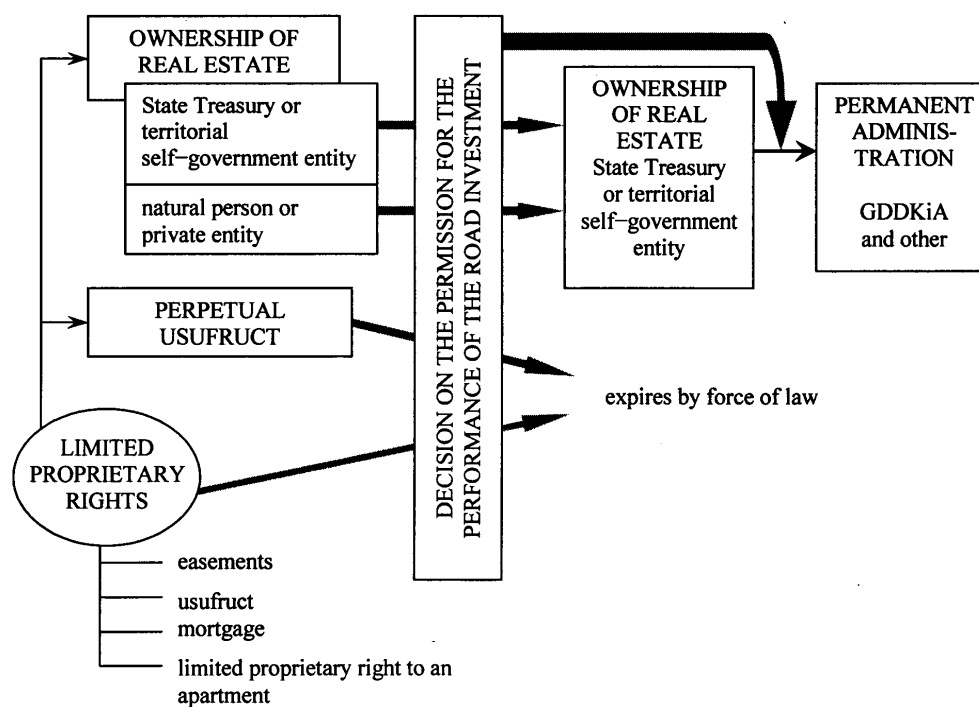 OWNERSHIP OF
REAL ESTATE
State Treasury or
territorial
self-government entity
natural person or
private entity
PERPETUAL
USUFRUCT
LIMITED
PROPRIETARY
RIGHTS
easements
usufruct
mortgage
limited proprietary right to an
apartment
DECISION ON THE PERMISSION FOR THE
PERFORMANCE OF THE ROAD INVESTMENT
OWNERSHIP
OF REAL
ESTATE
State Treasury
or territorial
self-government
entity
PERMANENT
ADMINIS-
TRATION
GDDKiA
and other
expires by force of law